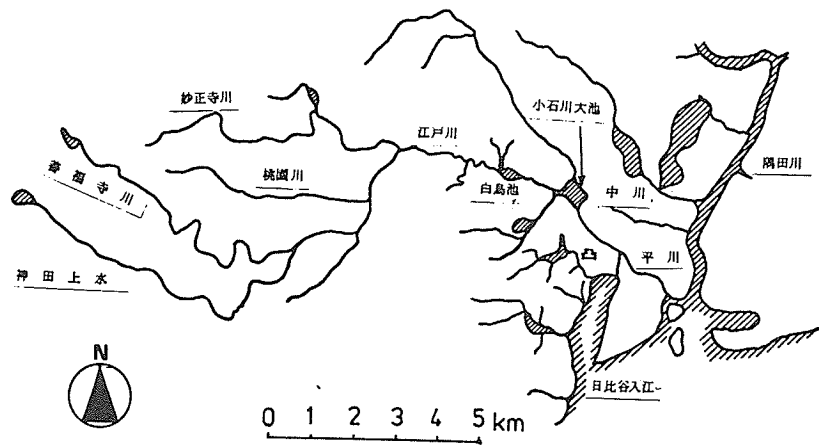 妙正寺川
小石川大池
江戸川
隅田川
善福寺川
桃園川
白鳥池
中川
神田上水
平川
凸
日比谷入江
N
0 1 2 3 4 5 km